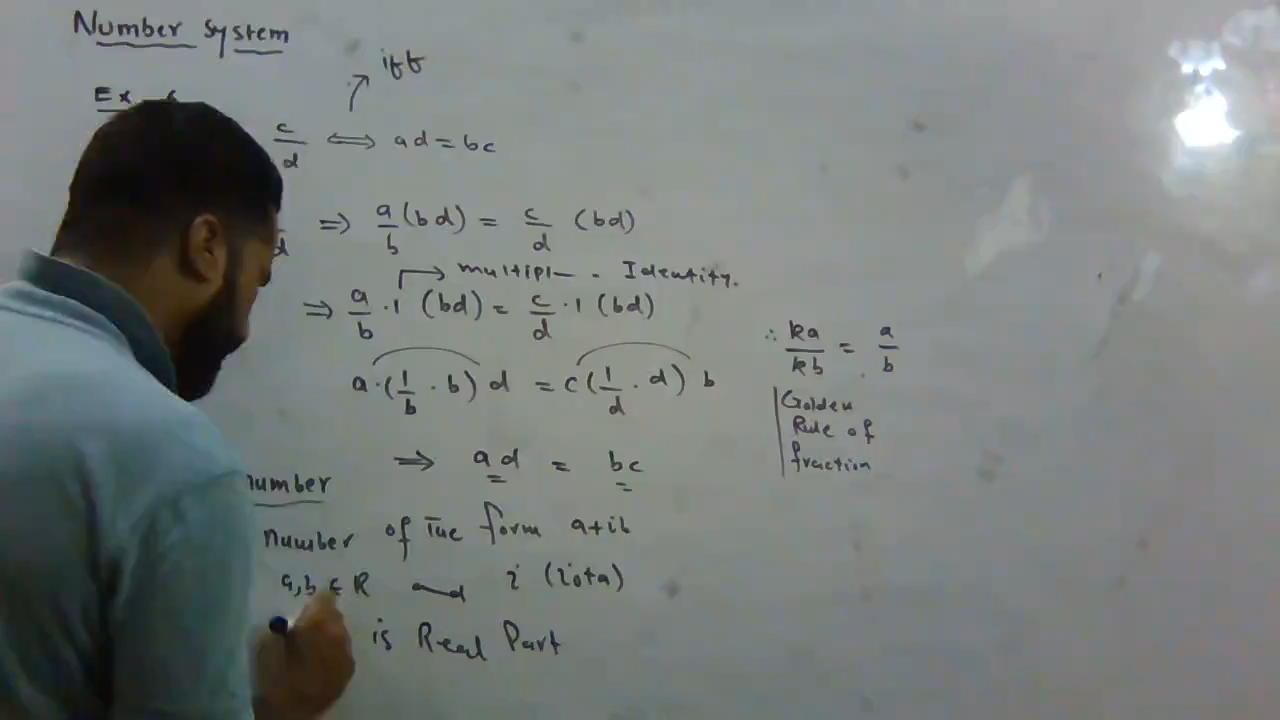 Number System
iff
Ex
c/d ⟺ ad = bc
d ⇒ a/b (bd) = c/d (bd)
multipl — . Identity.
⇒ a/b · 1 (bd) = c/d · 1 (bd)
∴ ka/kb = a/b
a · (1/b · b) d = c (1/d · d) b
Golden
Rule of
fraction
⇒ ad = bc
number
number of the form a+ib
a,b ∈ R and i (iota)
is Real Part